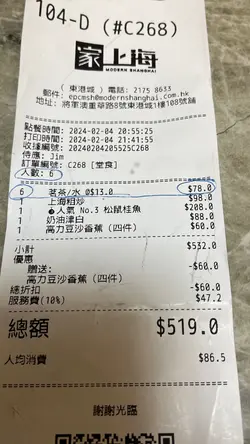 104-D (#C268)
家上海
MODERN SHANGHAI
( 東港城 ) 電話: 2175 8633
郵件: epcmsh@modernshanghai.com.hk
地址: 將軍澳重華路8號東港城1樓108號舖
點餐時間: 2024-02-04 20:55:25
打印時間: 2024-02-04 21:41:55
收據編號: 20240204205525C268
侍應: Jim
訂單編號: C268 [堂食]
人數: 6
6 茗茶/水 @$13.0 $78.0
1 上海粗炒 $98.0
1 人氣 No.3 松鼠桂魚 $208.0
1 奶油津白 $88.0
1 高力豆沙香蕉 (四件) $60.0
小計 $532.0
優惠
贈送: -$60.0
高力豆沙香蕉 (四件)
總折扣 -$60.0
服務費(10%) $47.2
總額 $519.0
人均消費 $86.5
謝謝光臨